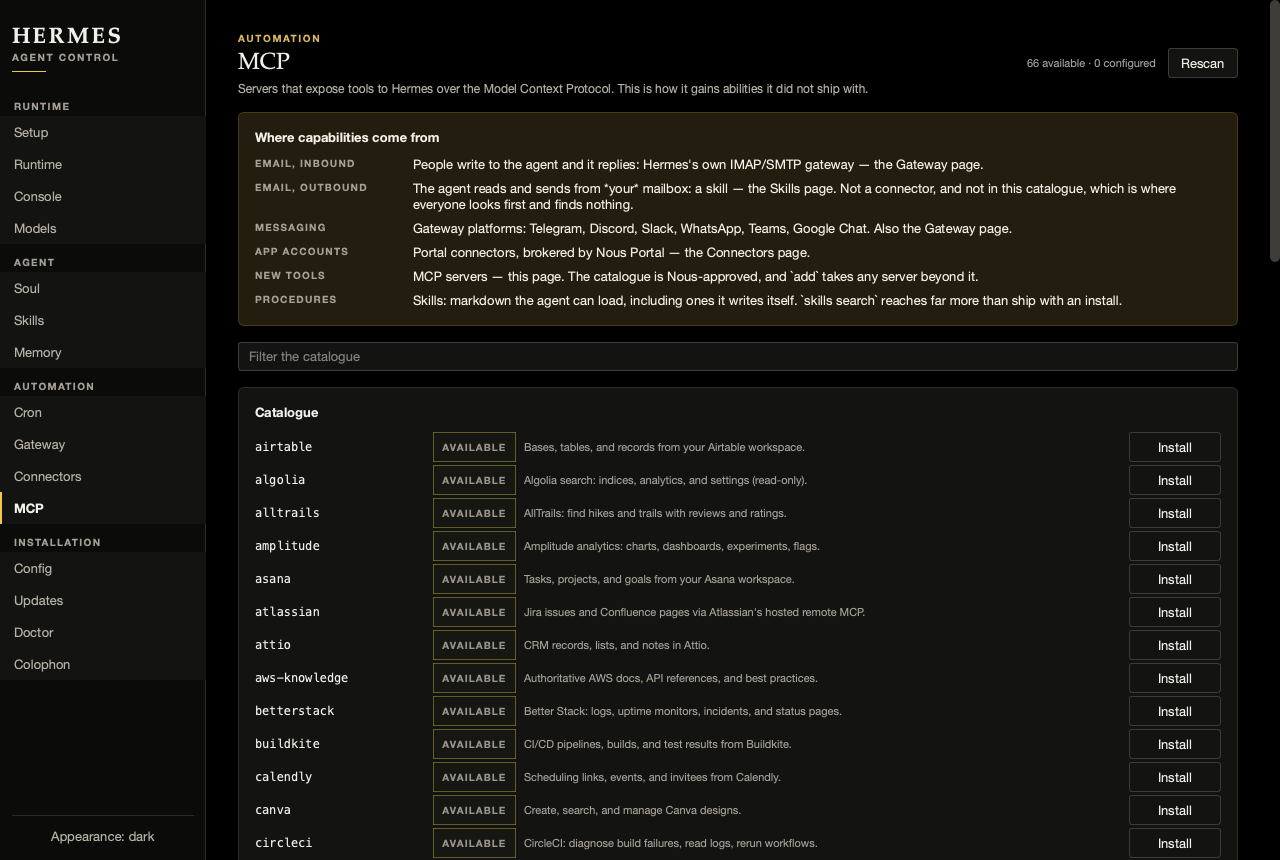 HERMES
AGENT CONTROL
RUNTIME
Setup
Runtime
Console
Models
AGENT
Soul
Skills
Memory
AUTOMATION
Cron
Gateway
Connectors
MCP
INSTALLATION
Config
Updates
Doctor
Colophon
Appearance: dark
AUTOMATION
MCP
66 available · 0 configured
Rescan
Servers that expose tools to Hermes over the Model Context Protocol. This is how it gains abilities it did not ship with.
Where capabilities come from
EMAIL, INBOUND People write to the agent and it replies: Hermes's own IMAP/SMTP gateway — the Gateway page.
EMAIL, OUTBOUND The agent reads and sends from *your* mailbox: a skill — the Skills page. Not a connector, and not in this catalogue, which is where
everyone looks first and finds nothing.
MESSAGING Gateway platforms: Telegram, Discord, Slack, WhatsApp, Teams, Google Chat. Also the Gateway page.
APP ACCOUNTS Portal connectors, brokered by Nous Portal — the Connectors page.
NEW TOOLS MCP servers — this page. The catalogue is Nous-approved, and `add` takes any server beyond it.
PROCEDURES Skills: markdown the agent can load, including ones it writes itself. `skills search` reaches far more than ship with an install.
Filter the catalogue
Catalogue
airtable AVAILABLE Bases, tables, and records from your Airtable workspace. Install
algolia AVAILABLE Algolia search: indices, analytics, and settings (read-only). Install
alltrails AVAILABLE AllTrails: find hikes and trails with reviews and ratings. Install
amplitude AVAILABLE Amplitude analytics: charts, dashboards, experiments, flags. Install
asana AVAILABLE Tasks, projects, and goals from your Asana workspace. Install
atlassian AVAILABLE Jira issues and Confluence pages via Atlassian's hosted remote MCP. Install
attio AVAILABLE CRM records, lists, and notes in Attio. Install
aws-knowledge AVAILABLE Authoritative AWS docs, API references, and best practices. Install
betterstack AVAILABLE Better Stack: logs, uptime monitors, incidents, and status pages. Install
buildkite AVAILABLE CI/CD pipelines, builds, and test results from Buildkite. Install
calendly AVAILABLE Scheduling links, events, and invitees from Calendly. Install
canva AVAILABLE Create, search, and manage Canva designs. Install
circleci AVAILABLE CircleCI: diagnose build failures, read logs, rerun workflows. Install